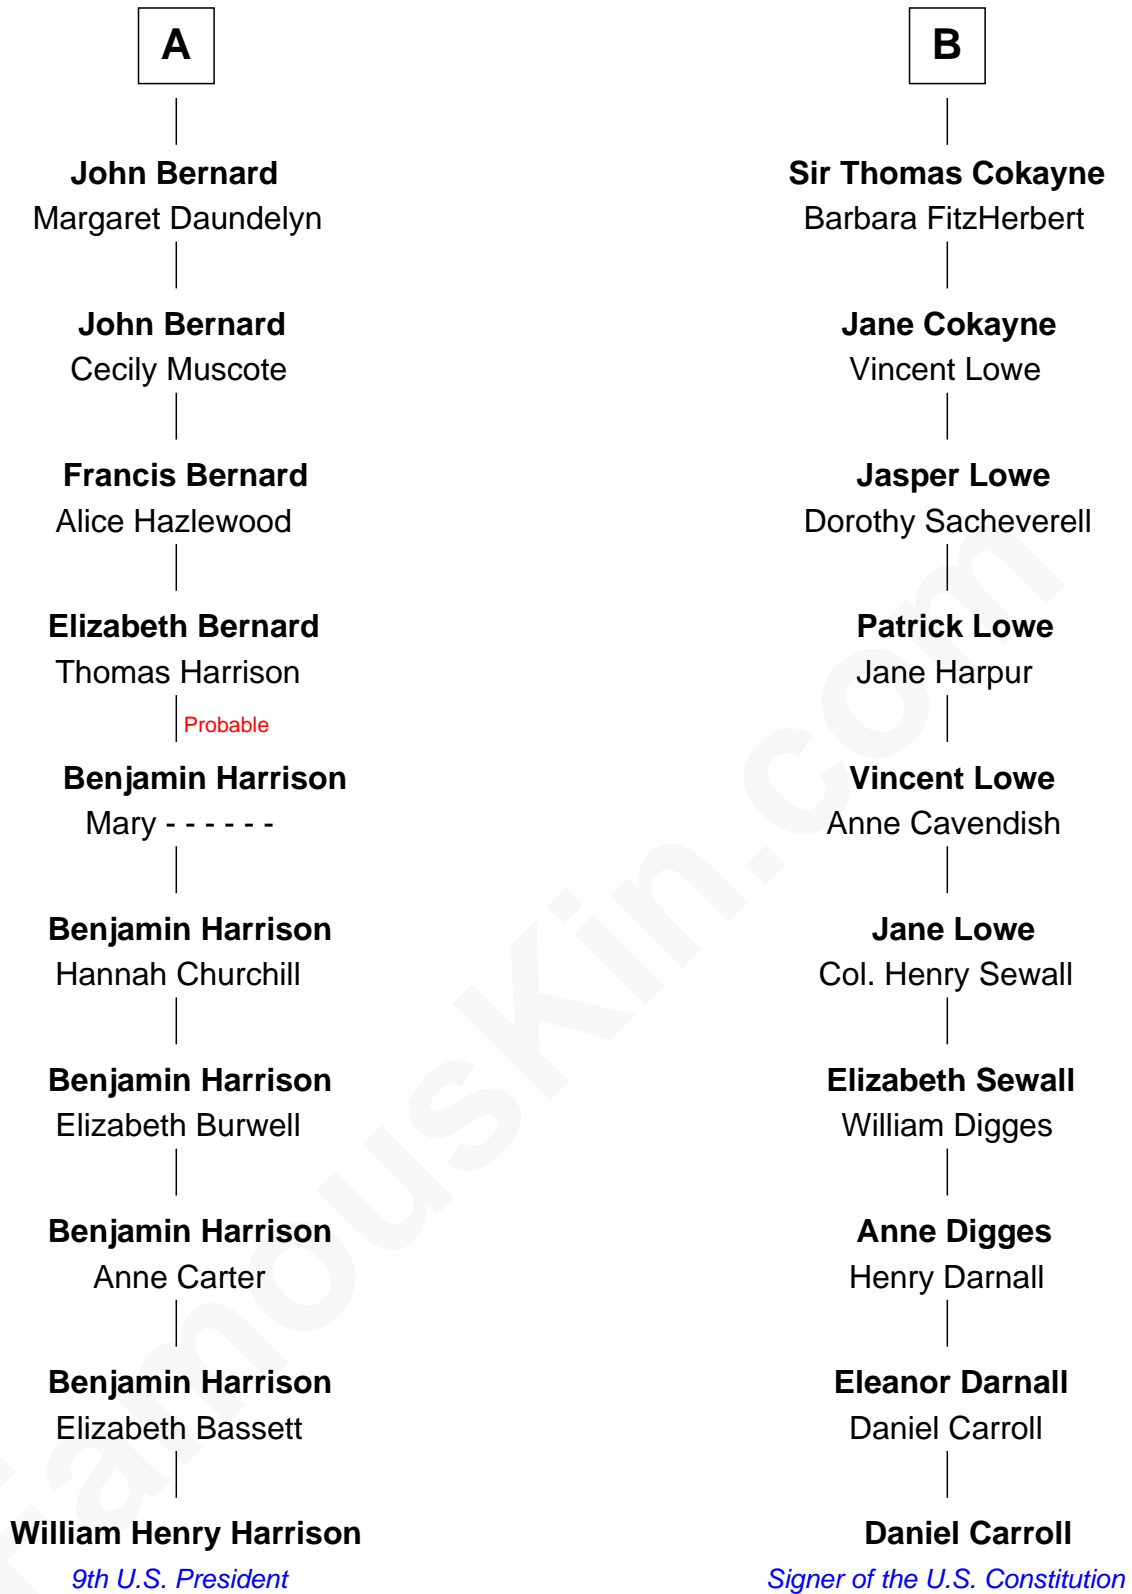 A
John Bernard
Margaret Daundelyn
John Bernard
Cecily Muscote
Francis Bernard
Alice Hazlewood
Elizabeth Bernard
Thomas Harrison
Probable
Benjamin Harrison
Mary - - - - - -
Benjamin Harrison
Hannah Churchill
Benjamin Harrison
Elizabeth Burwell
Benjamin Harrison
Anne Carter
Benjamin Harrison
Elizabeth Bassett
William Henry Harrison
9th U.S. President
B
Sir Thomas Cokayne
Barbara FitzHerbert
Jane Cokayne
Vincent Lowe
Jasper Lowe
Dorothy Sacheverell
Patrick Lowe
Jane Harpur
Vincent Lowe
Anne Cavendish
Jane Lowe
Col. Henry Sewall
Elizabeth Sewall
William Digges
Anne Digges
Henry Darnall
Eleanor Darnall
Daniel Carroll
Daniel Carroll
Signer of the U.S. Constitution
FamousKin.com